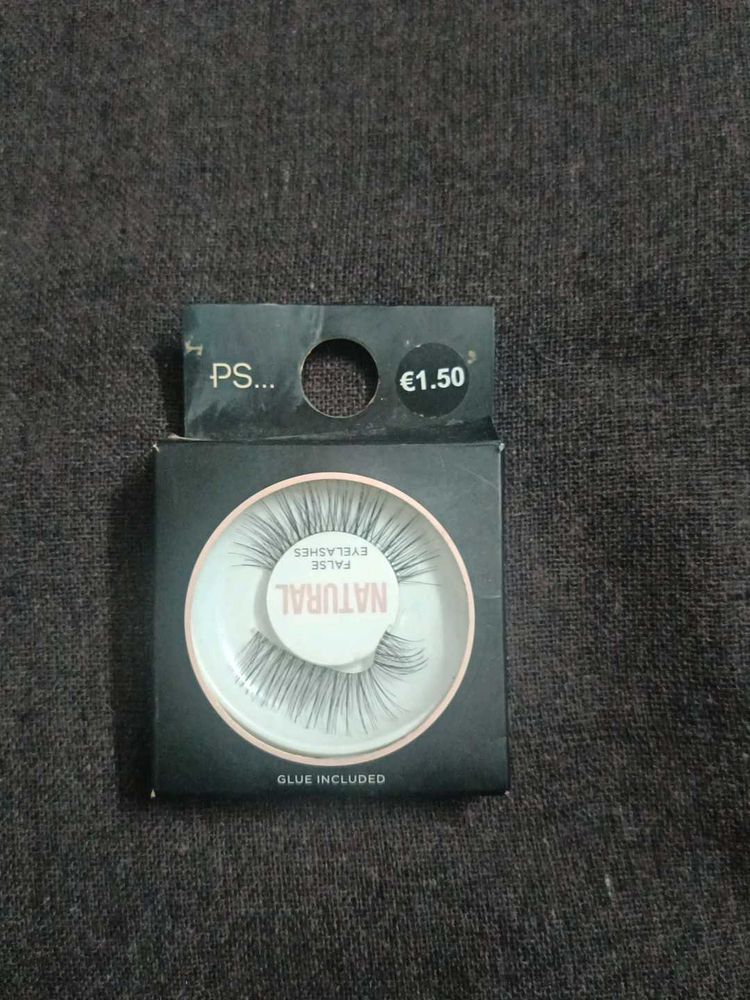 PS...
€1.50
NATURAL
FALSE
EYELASHES
GLUE INCLUDED